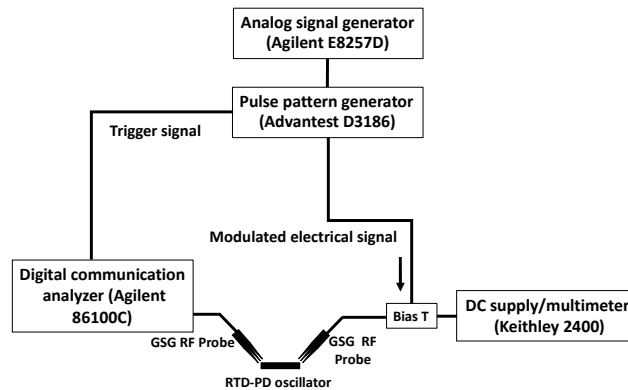 Analog signal generator
(Agilent E8257D)
Pulse pattern generator
(Advantest D3186)
Trigger signal
Modulated electrical signal
Digital communication
analyzer (Agilent
86100C)
Bias T
DC supply/multimeter
(Keithley 2400)
GSG RF Probe
GSG RF
Probe
RTD-PD oscillator